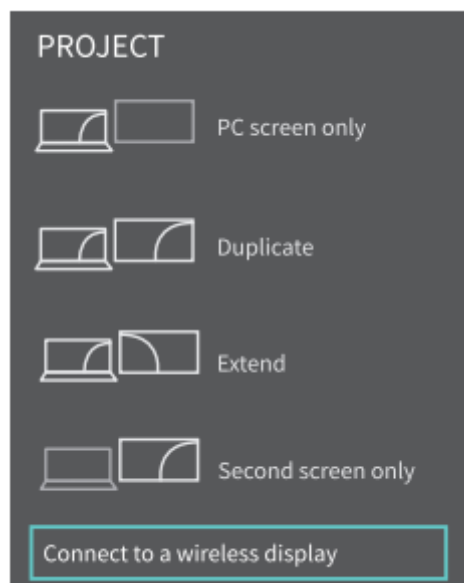 PROJECT
PC screen only
Duplicate
Extend
Second screen only
Connect to a wireless display